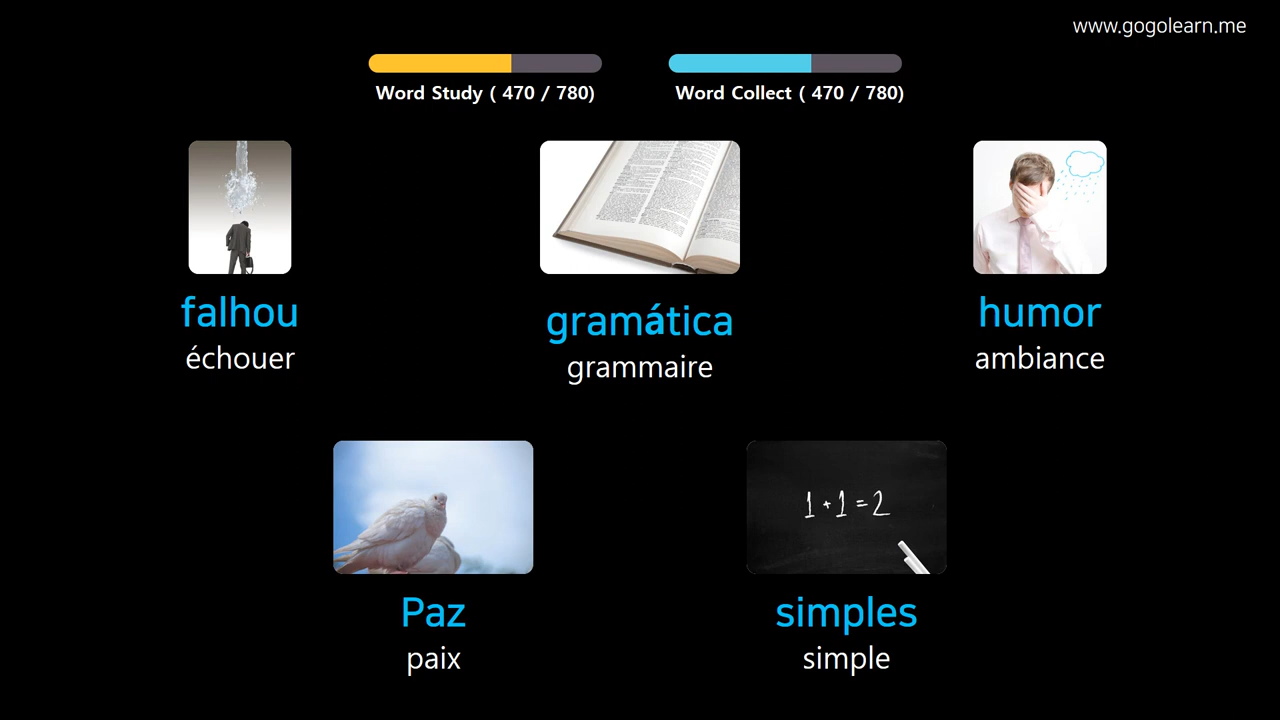 www.gogolearn.me
Word Study ( 470 / 780)
Word Collect ( 470 / 780)
falhou
échouer
gramática
grammaire
humor
ambiance
1+1=2
Paz
paix
simples
simple